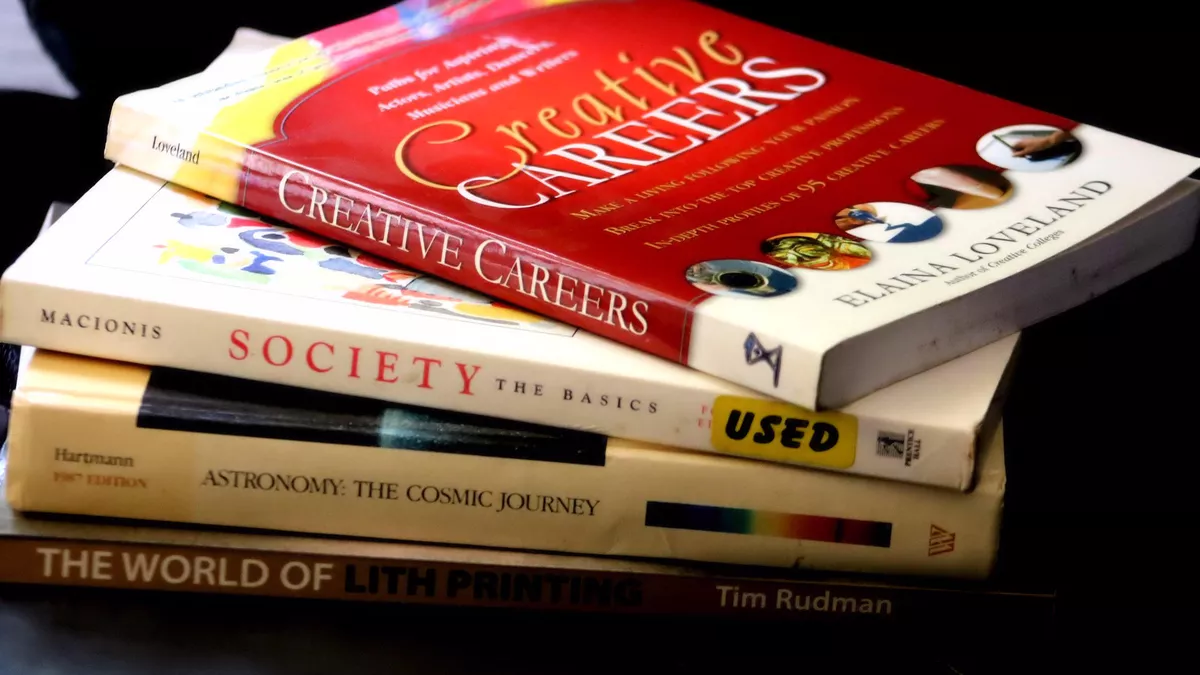 Paths for Aspiring
Actors, Artists, Dancers,
Musicians and Writers
Creative
CAREERS
MAKE A LIVING FOLLOWING YOUR PASSION
BREAK INTO THE TOP CREATIVE PROFESSIONS
IN-DEPTH PROFILES OF 95 CREATIVE CAREERS
ELAINA LOVELAND
Author of Creative Colleges
Loveland
CREATIVE CAREERS
MACIONIS
SOCIETY THE BASICS
USED
PRENTICE
HALL
Hartmann
1987 EDITION
ASTRONOMY: THE COSMIC JOURNEY
W
THE WORLD OF LITH PRINTING
Tim Rudman